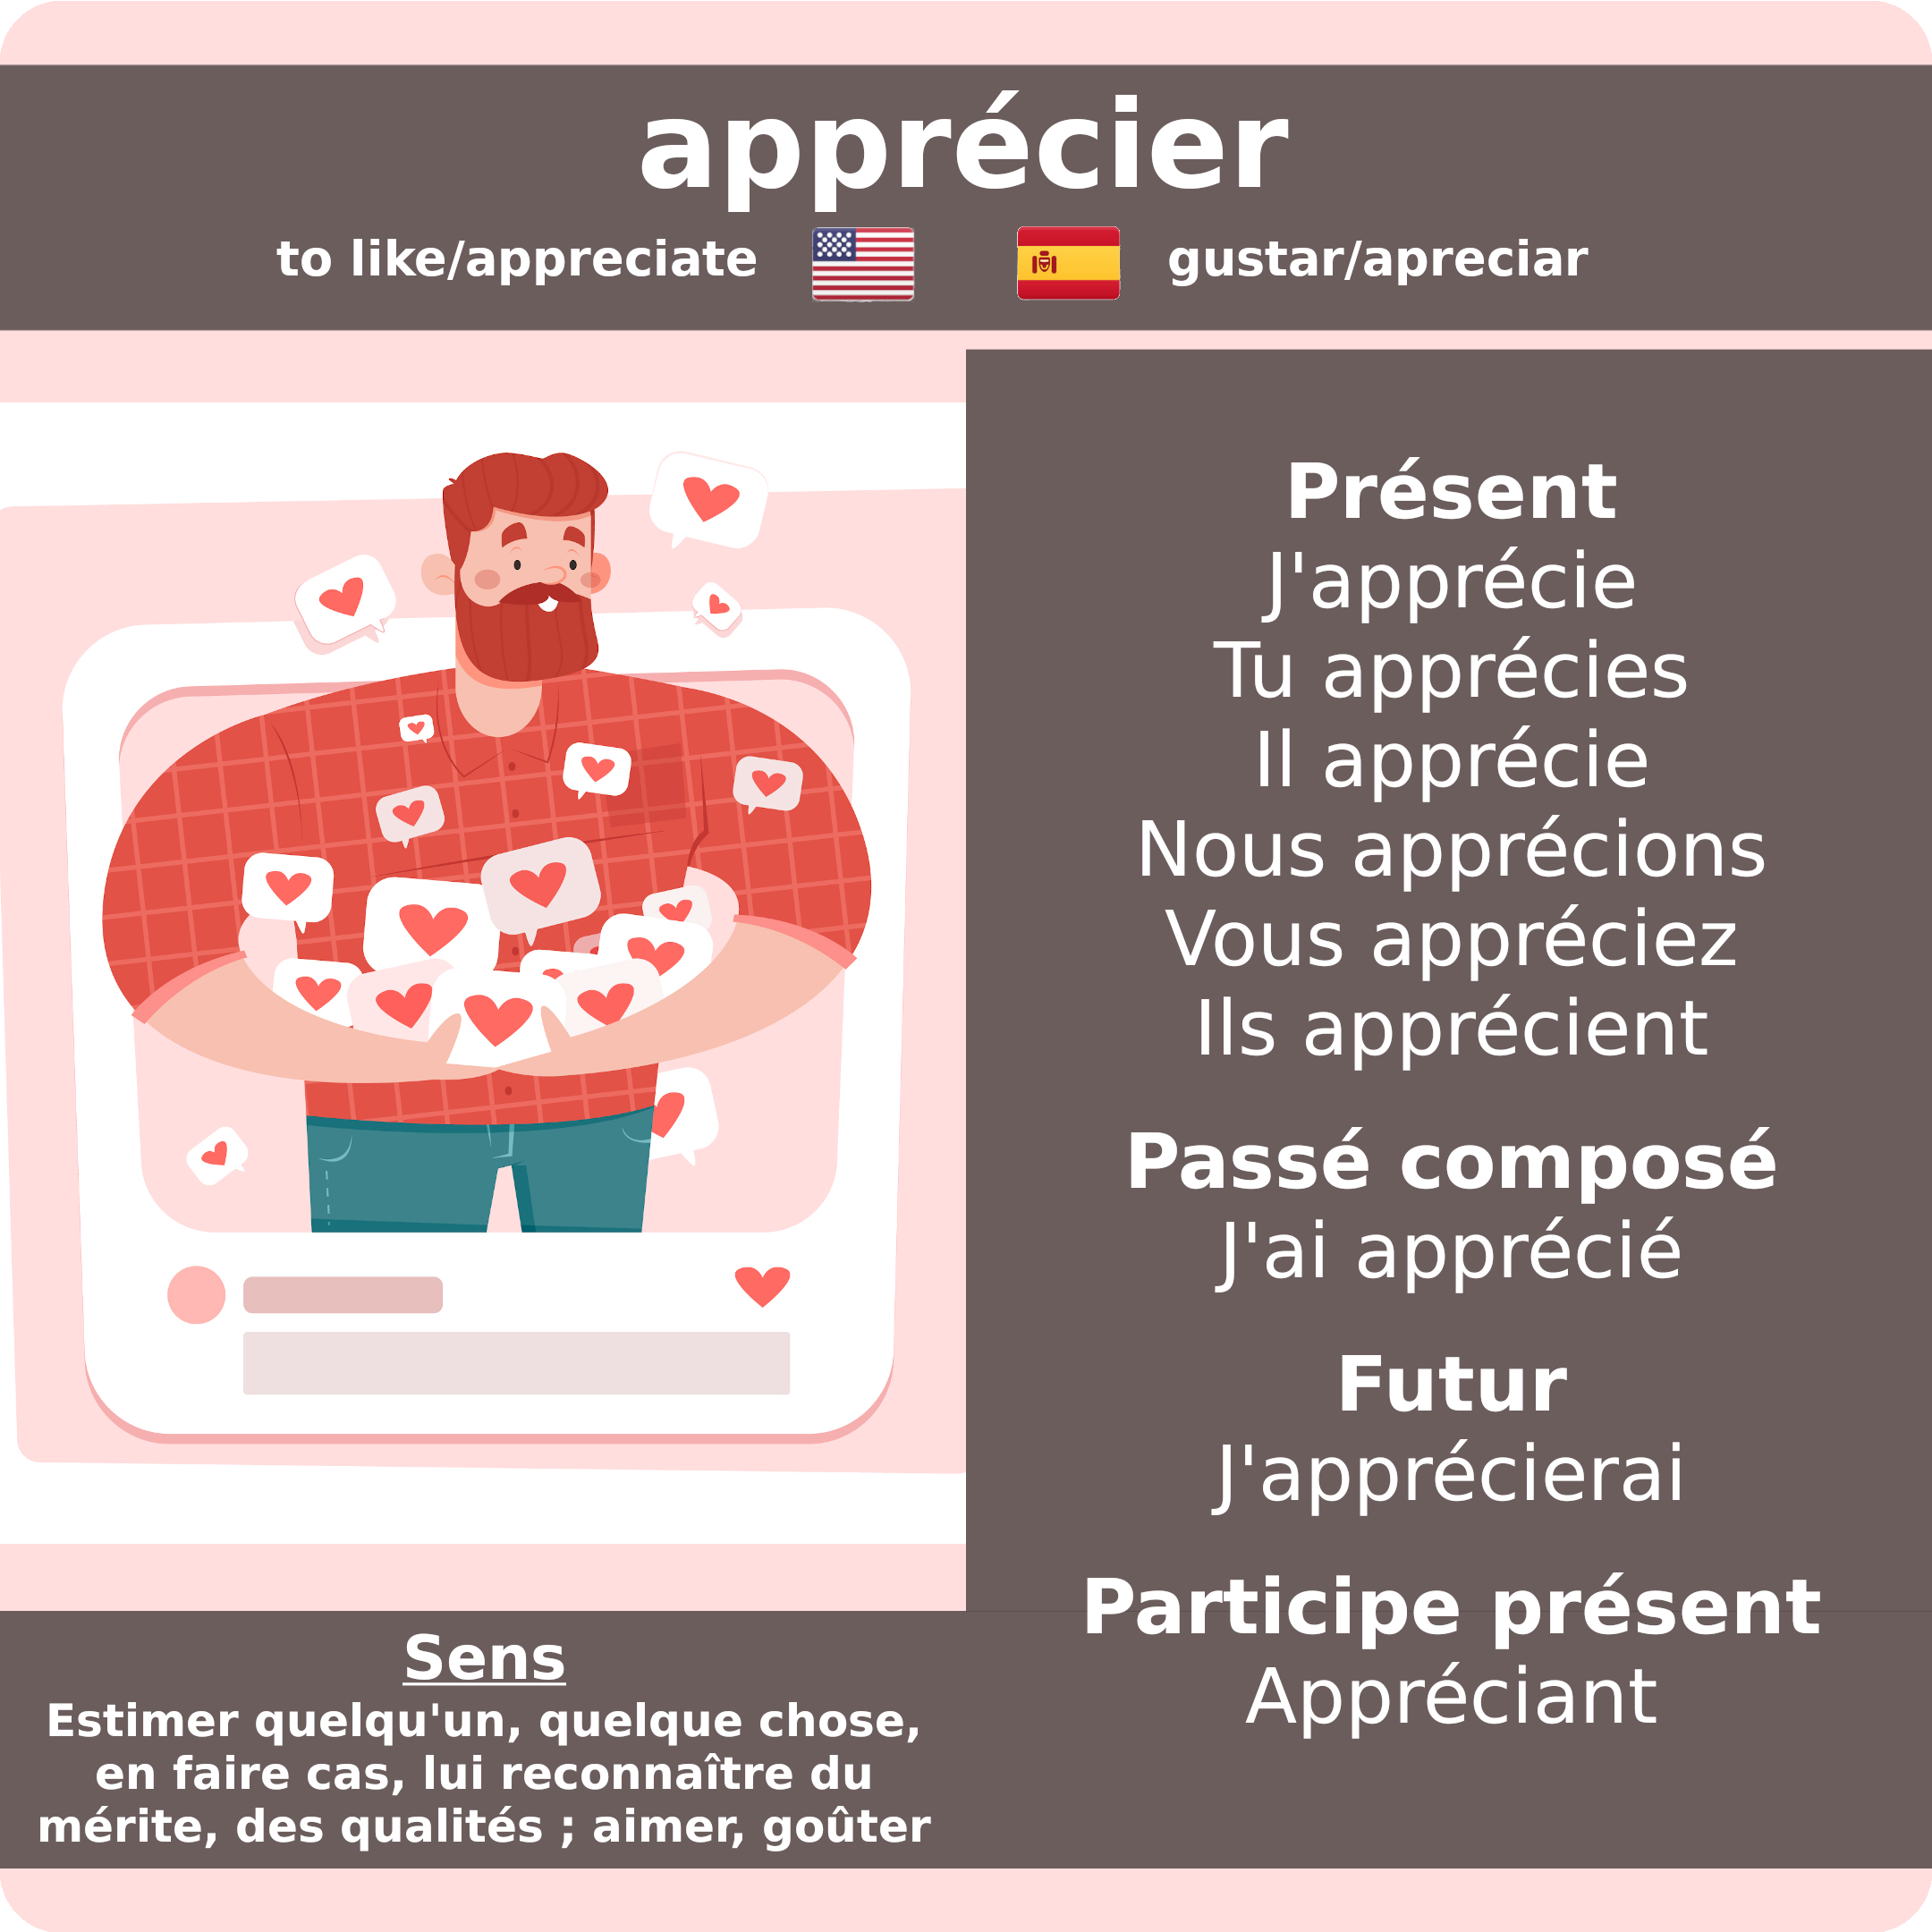 apprécier
to like/appreciate
gustar/apreciar
Présent
J'apprécie
Tu apprécies
Il apprécie
Nous apprécions
Vous appréciez
Ils apprécient
Passé composé
J'ai apprécié
Futur
J'apprécierai
Participe présent
Appréciant
Sens
Estimer quelqu'un, quelque chose,
en faire cas, lui reconnaître du
mérite, des qualités ; aimer, goûter